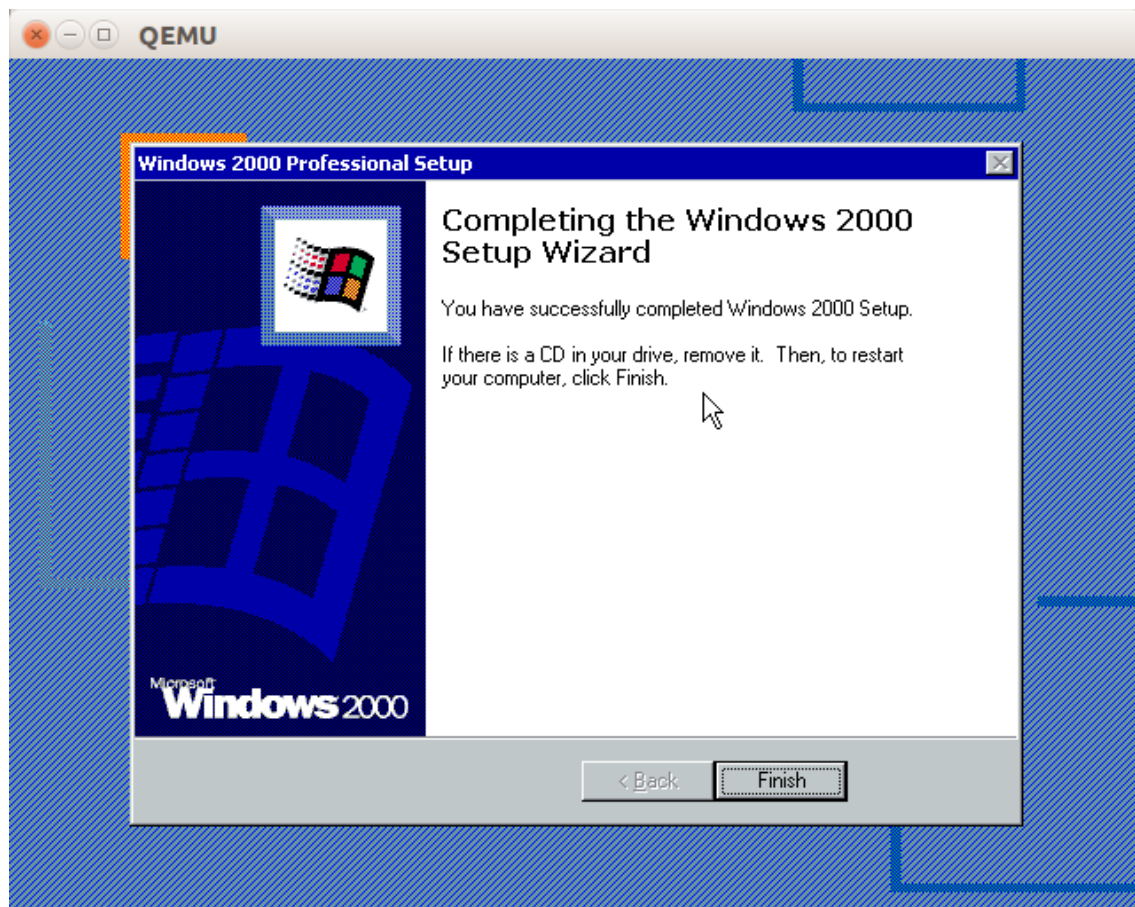 QEMU
Windows 2000 Professional Setup
Completing the Windows 2000
Setup Wizard
You have successfully completed Windows 2000 Setup.
If there is a CD in your drive, remove it. Then, to restart
your computer, click Finish.
Microsoft
Windows 2000
< Back
Finish